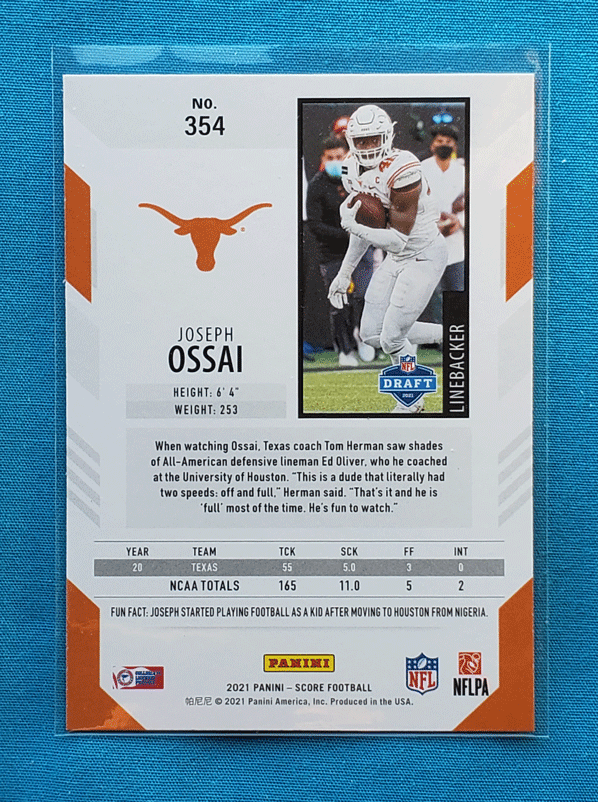 No.
354
JOSEPH
OSSAI
HEIGHT: 6' 4"
WEIGHT: 253
LINEBACKER
NFL
DRAFT
2021
When watching Ossai, Texas coach Tom Herman saw shades
of All-American defensive lineman Ed Oliver, who he coached
at the University of Houston. "This is a dude that literally had
two speeds: off and full," Herman said. "That's it and he is
'full' most of the time. He's fun to watch."
YEAR TEAM TCK SCK FF INT
20 TEXAS 55 5.0 3 0
NCAA TOTALS 165 11.0 5 2
FUN FACT: JOSEPH STARTED PLAYING FOOTBALL AS A KID AFTER MOVING TO HOUSTON FROM NIGERIA.
PANINI
NFL
NFLPA
2021 PANINI – SCORE FOOTBALL
帕尼尼 © 2021 Panini America, Inc. Produced in the USA.